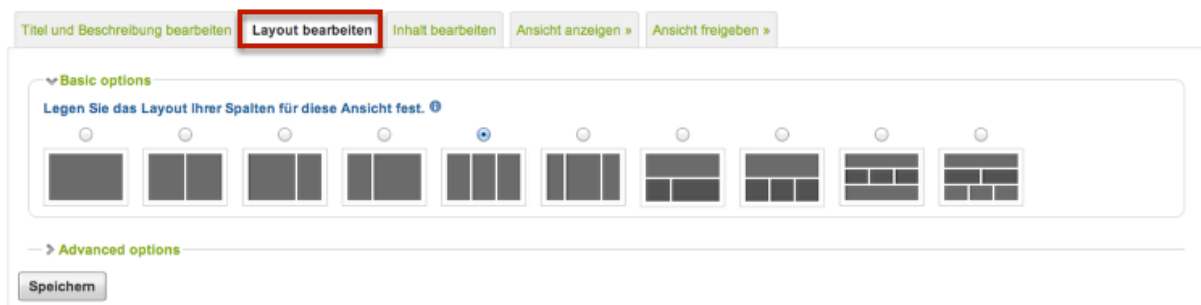 Titel und Beschreibung bearbeiten Layout bearbeiten Inhalt bearbeiten Ansicht anzeigen » Ansicht freigeben »
Basic options
Legen Sie das Layout Ihrer Spalten für diese Ansicht fest.
Advanced options
Speichern